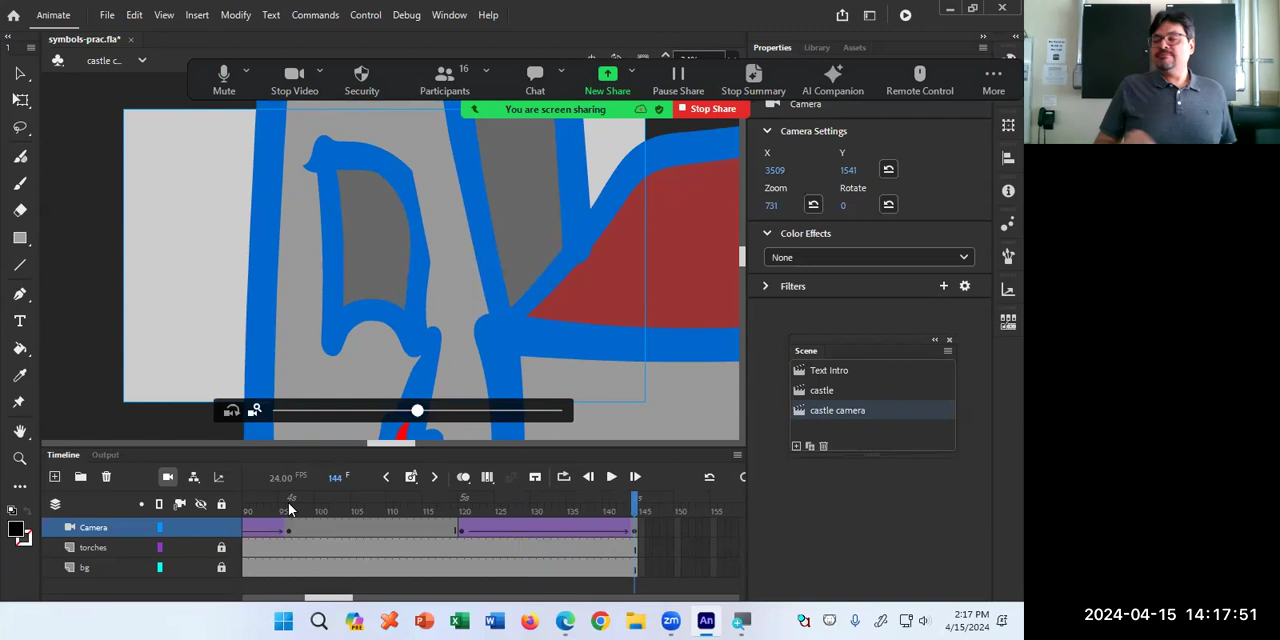 Animate File Edit View Insert Modify Text Commands Control Debug Window Help
symbols-prac.fla*
castle c...
Mute Stop Video Security Participants 16 Chat New Share Pause Share Stop Summary AI Companion Remote Control More
You are screen sharing Stop Share
Properties Library Assets
Camera
Camera Settings
X Y
3509 1541
Zoom Rotate
731 0
Color Effects
None
Filters
Scene
Text Intro
castle
castle camera
Timeline Output
24.00 FPS 144 F
4s 5s s
90 95 100 105 110 115 120 125 130 135 140 145 150 155
Camera
torches
bg
2:17 PM
4/15/2024
2024-04-15 14:17:51